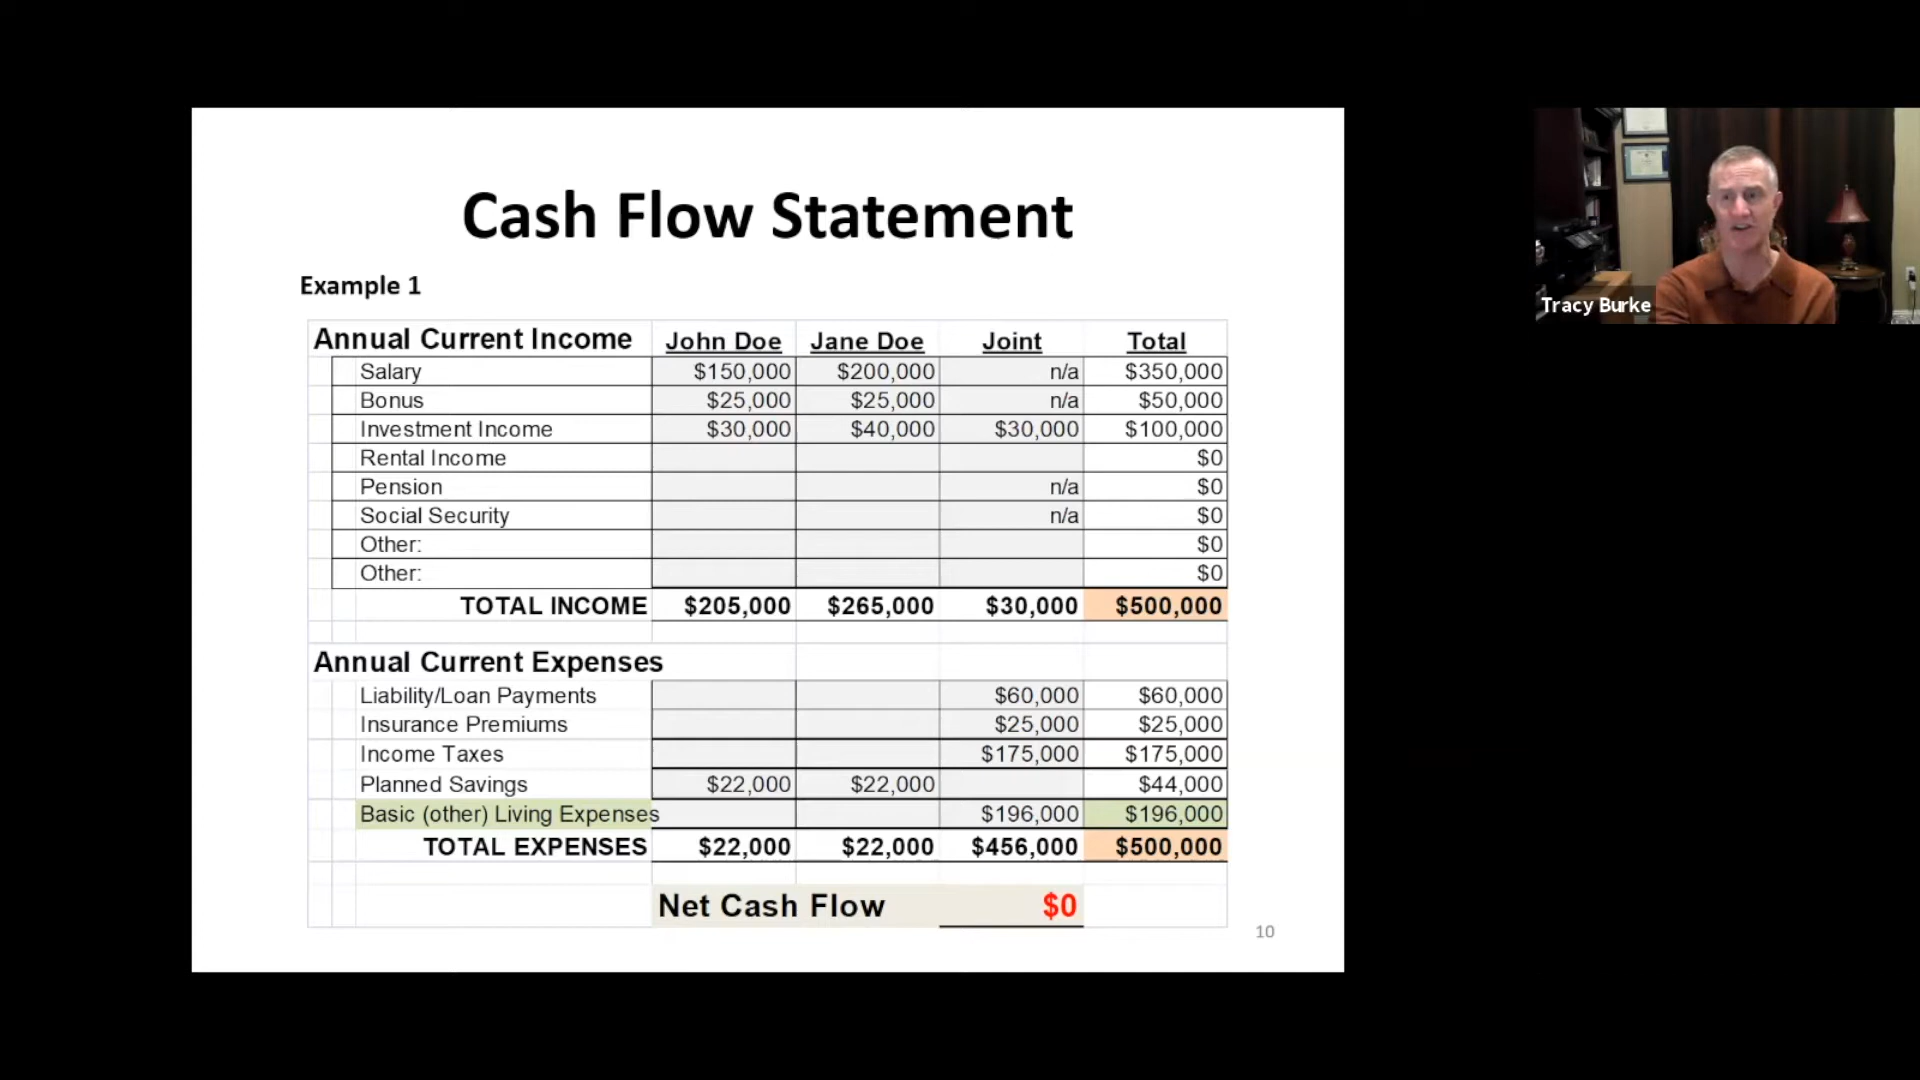 Cash Flow Statement
Example 1
Annual Current Income John Doe Jane Doe Joint Total
Salary $150,000 $200,000 n/a $350,000
Bonus $25,000 $25,000 n/a $50,000
Investment Income $30,000 $40,000 $30,000 $100,000
Rental Income $0
Pension n/a $0
Social Security n/a $0
Other: $0
Other: $0
TOTAL INCOME $205,000 $265,000 $30,000 $500,000
Annual Current Expenses
Liability/Loan Payments $60,000 $60,000
Insurance Premiums $25,000 $25,000
Income Taxes $175,000 $175,000
Planned Savings $22,000 $22,000 $44,000
Basic (other) Living Expenses $196,000 $196,000
TOTAL EXPENSES $22,000 $22,000 $456,000 $500,000
Net Cash Flow $0
10
Tracy Burke